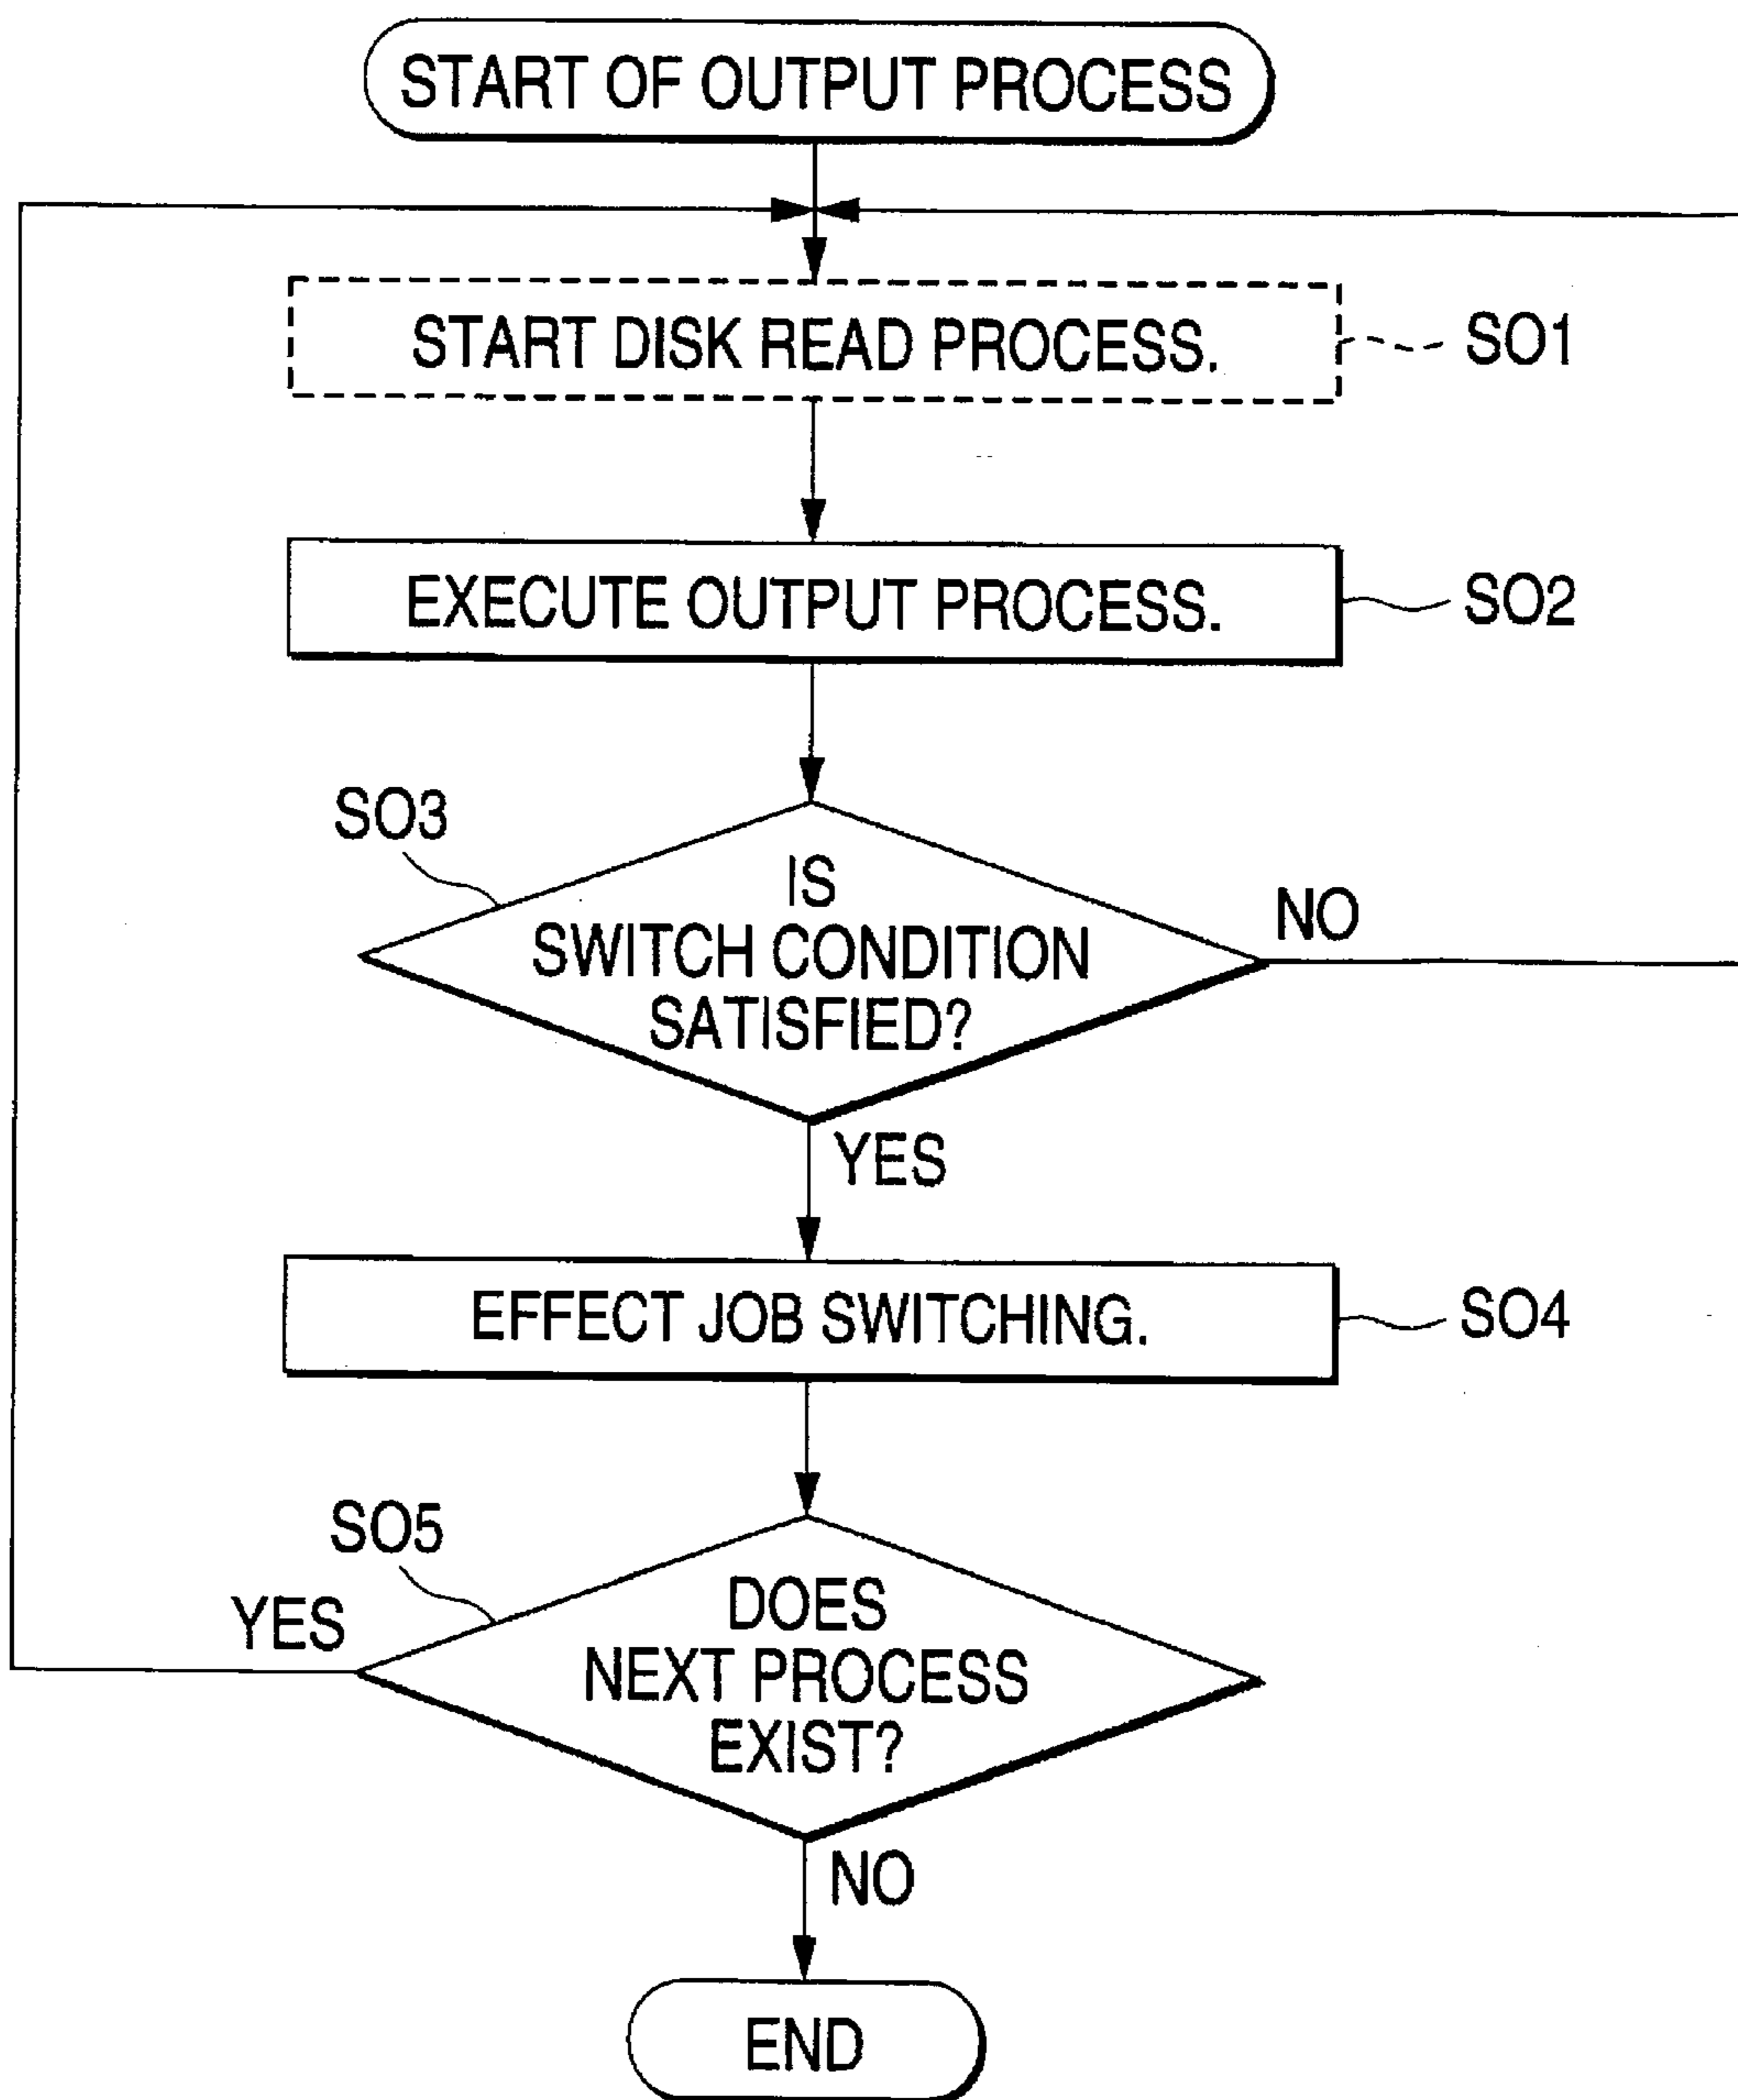 START OF OUTPUT PROCESS
START DISK READ PROCESS.
SO1
EXECUTE OUTPUT PROCESS.
SO2
SO3
IS
SWITCH CONDITION
SATISFIED?
NO
YES
EFFECT JOB SWITCHING.
SO4
SO5
YES
DOES
NEXT PROCESS
EXIST?
NO
END